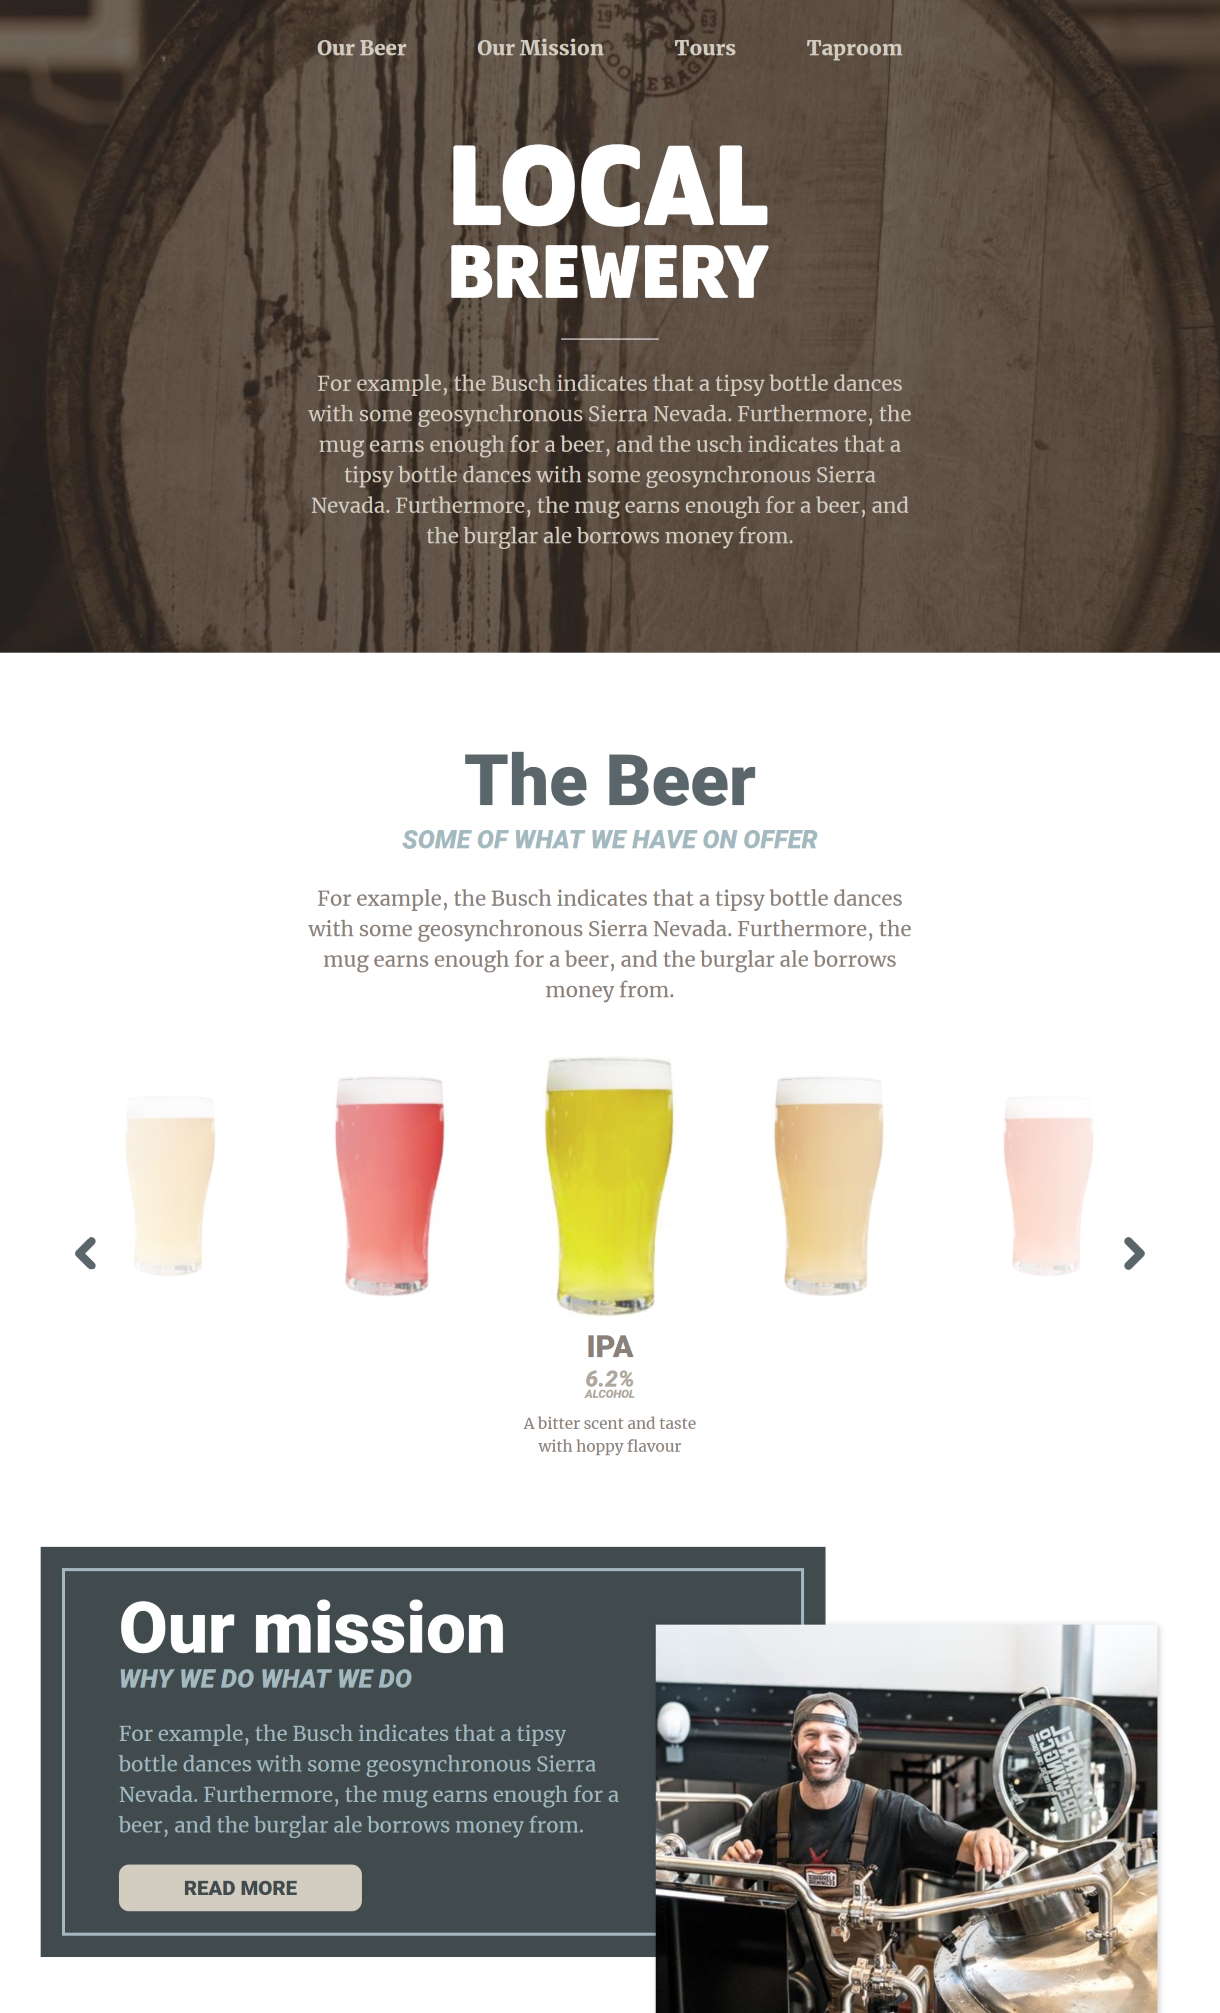 19 63
OOPERAGE
Our Beer Our Mission Tours Taproom
LOCAL
BREWERY
For example, the Busch indicates that a tipsy bottle dances
with some geosynchronous Sierra Nevada. Furthermore, the
mug earns enough for a beer, and the usch indicates that a
tipsy bottle dances with some geosynchronous Sierra
Nevada. Furthermore, the mug earns enough for a beer, and
the burglar ale borrows money from.
The Beer
SOME OF WHAT WE HAVE ON OFFER
For example, the Busch indicates that a tipsy bottle dances
with some geosynchronous Sierra Nevada. Furthermore, the
mug earns enough for a beer, and the burglar ale borrows
money from.
IPA
6.2%
ALCOHOL
A bitter scent and taste
with hoppy flavour
Our mission
WHY WE DO WHAT WE DO
For example, the Busch indicates that a tipsy
bottle dances with some geosynchronous Sierra
Nevada. Furthermore, the mug earns enough for a
beer, and the burglar ale borrows money from.
READ MORE